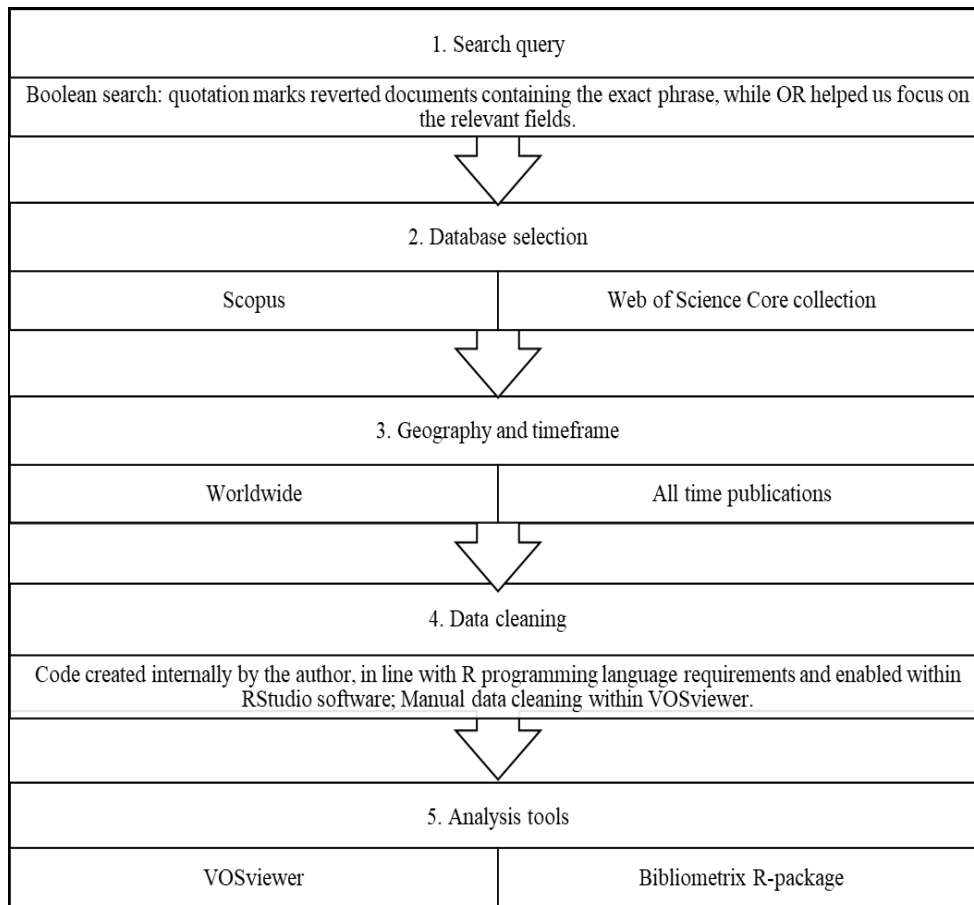 1. Search query
Boolean search: quotation marks reverted documents containing the exact phrase, while OR helped us focus on
the relevant fields.
2. Database selection
Scopus
Web of Science Core collection
3. Geography and timeframe
Worldwide
All time publications
4. Data cleaning
Code created internally by the author, in line with R programming language requirements and enabled within
RStudio software; Manual data cleaning within VOSviewer.
5. Analysis tools
VOSviewer
Bibliometrix R-package